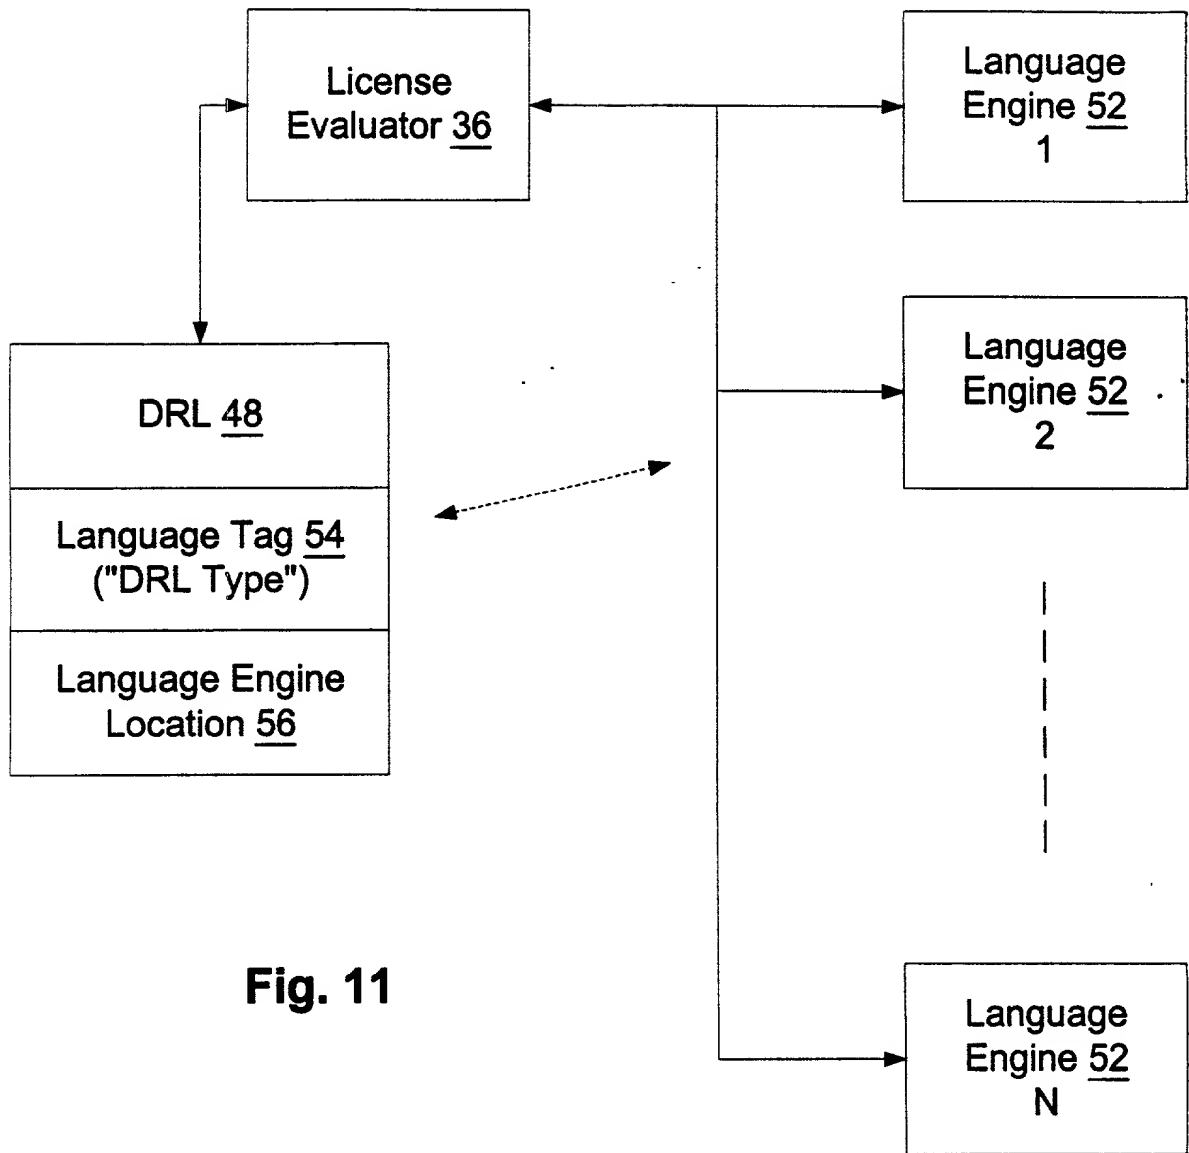 License
Evaluator 36
Language
Engine 52
1
Language
Engine 52
2
DRL 48
Language Tag 54
("DRL Type")
Language Engine
Location 56
Fig. 11
Language
Engine 52
N